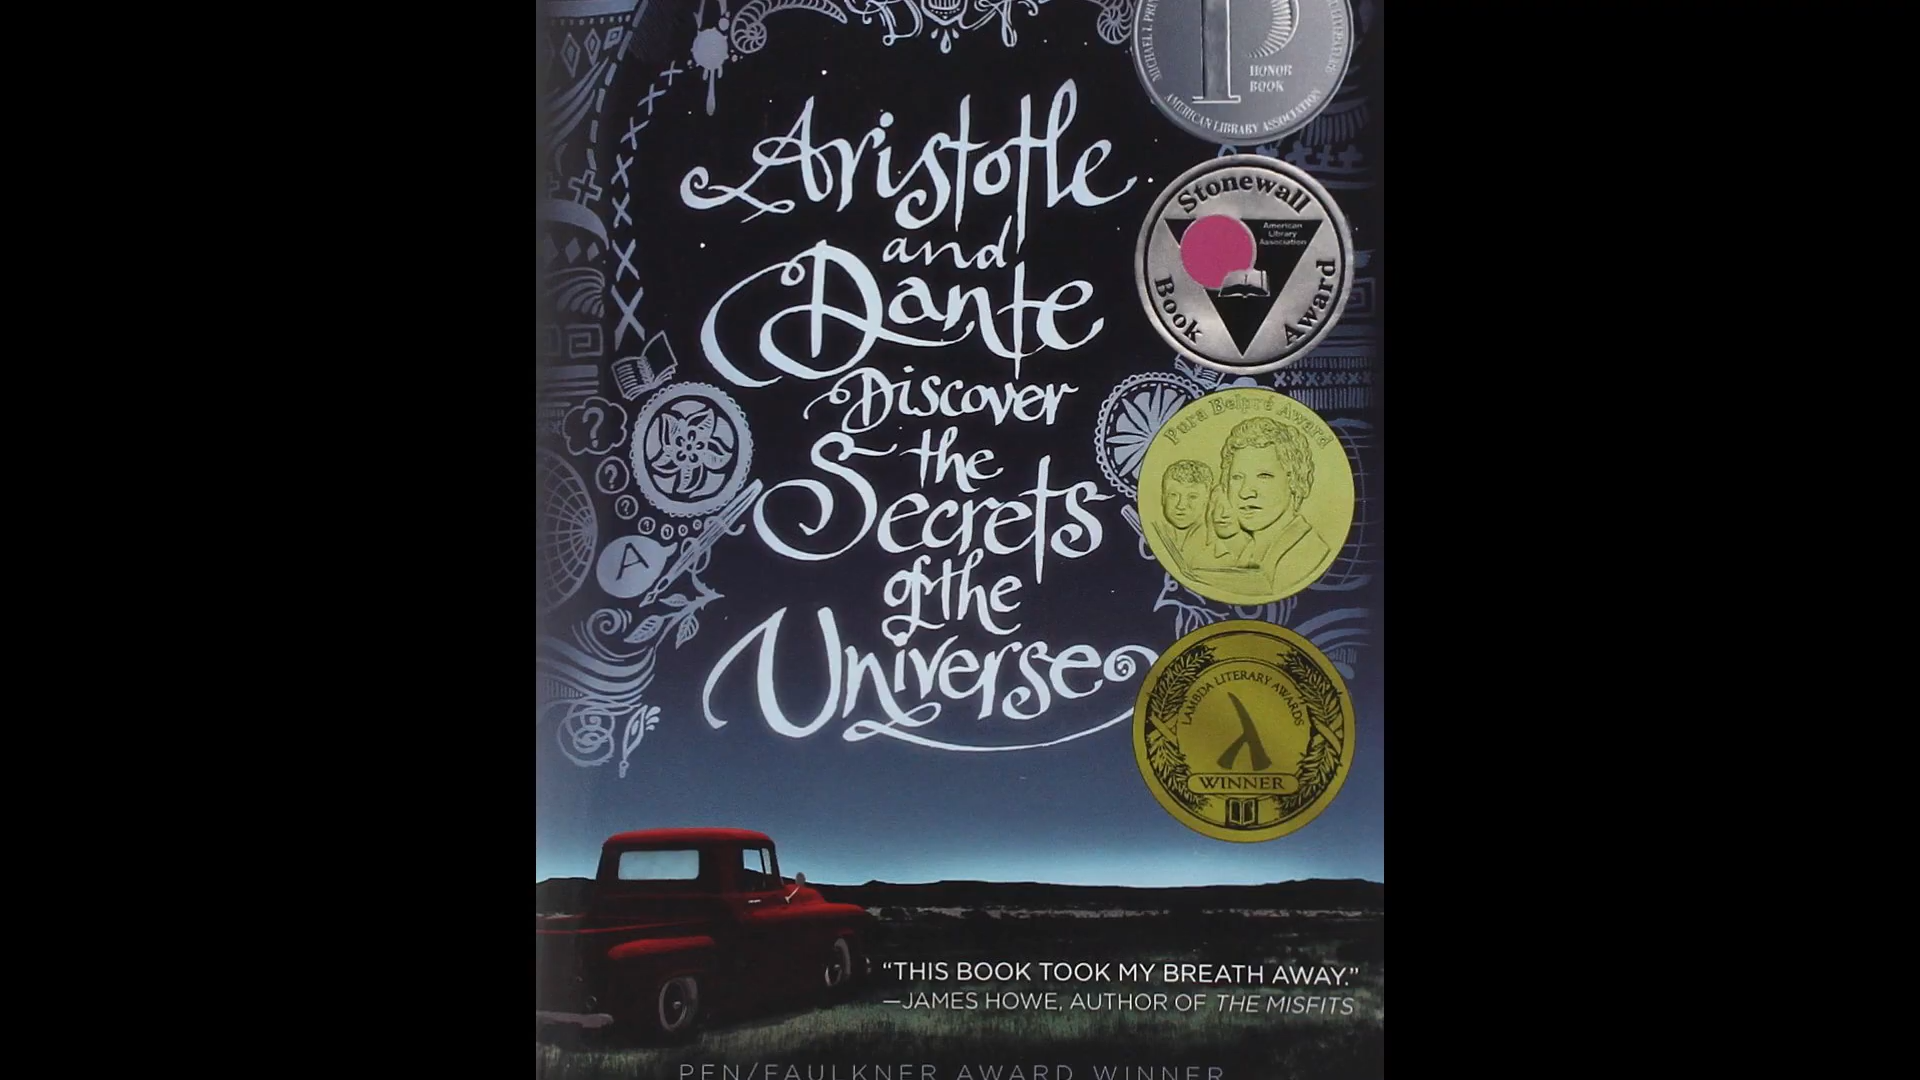 Aristotle
and
Dante
Discover
the
Secrets
of the
Universe
HONOR
BOOK
AMERICAN LIBRARY ASSOCIATION
Stonewall
American
Library
Association
Book
Award
Pura Belpré Award
A
LAMBDA LITERARY AWARDS
WINNER
“THIS BOOK TOOK MY BREATH AWAY.”
—JAMES HOWE, AUTHOR OF THE MISFITS
PEN/FAULKNER AWARD WINNER